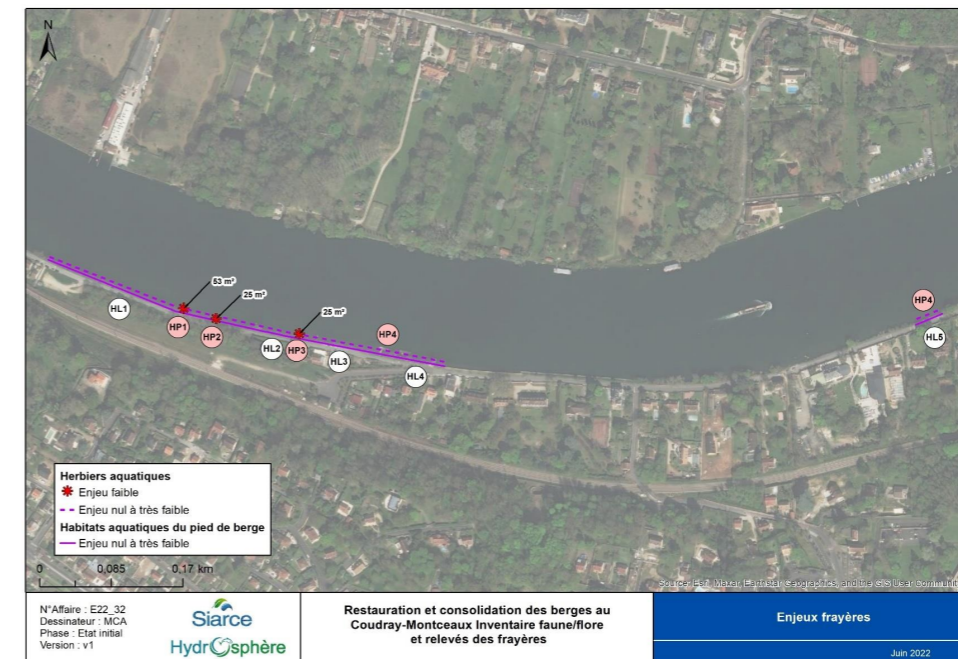 N
53 m²
25 m²
25 m²
HL1
HP1
HP2
HL2
HP3
HL3
HP4
HL4
HP4
HL5
Herbiers aquatiques
Enjeu faible
Enjeu nul à très faible
Habitats aquatiques du pied de berge
Enjeu nul à très faible
0 0,085 0,17 km
Source: Esri, Maxar, Earthstar Geographics, and the GIS User Communit
N°Affaire : E22_32
Dessinateur : MCA
Phase : Etat initial
Version : v1
Siarce
HydrOsphère
Restauration et consolidation des berges au
Coudray-Montceaux Inventaire faune/flore
et relevés des frayères
Enjeux frayères
Juin 2022